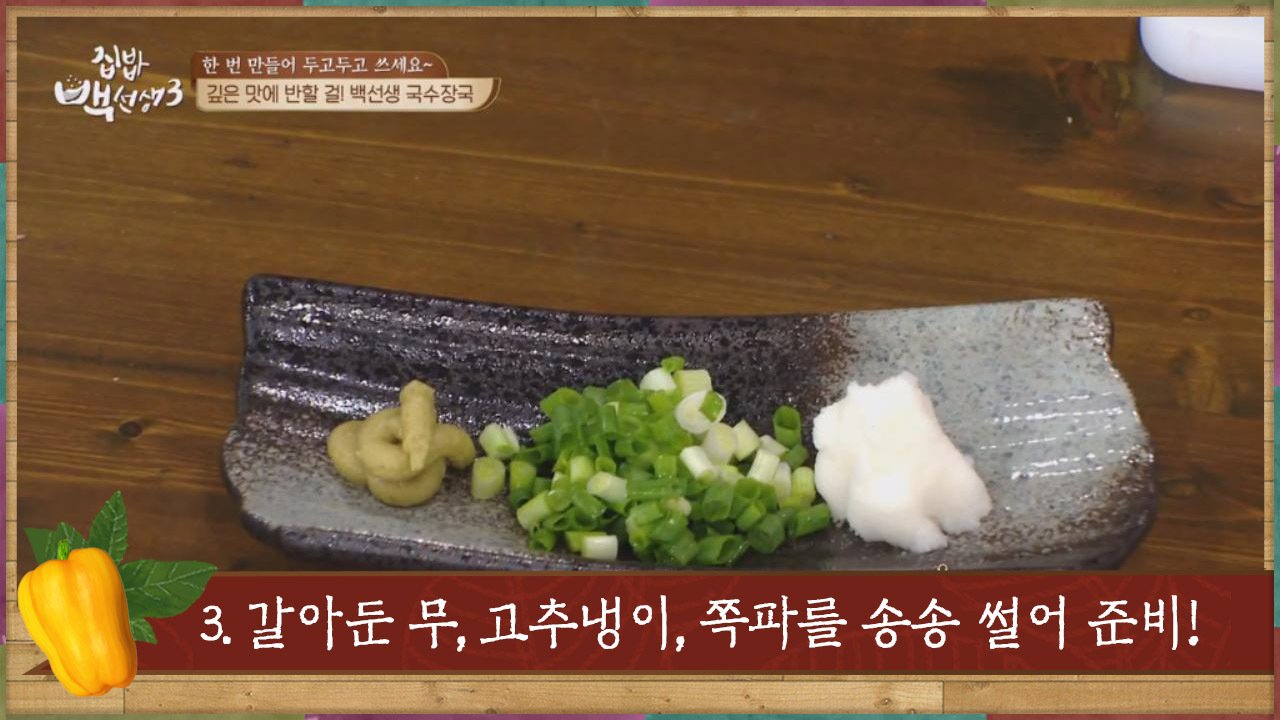 집밥
백선생3
한 번 만들어 두고두고 쓰세요~
깊은 맛에 반할 걸! 백선생 국수장국
3. 갈아둔 무, 고추냉이, 쪽파를 송송 썰어 준비!